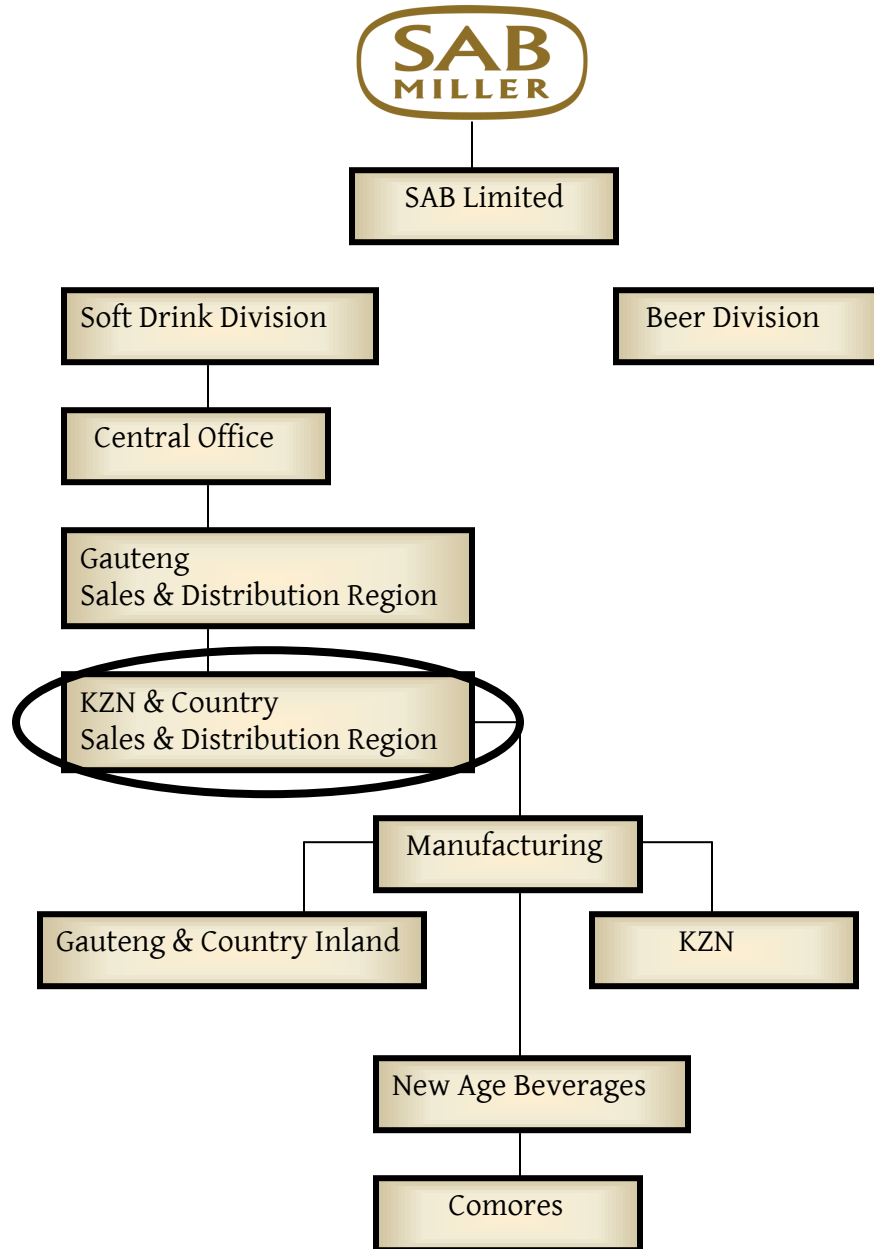 SAB
MILLER
SAB Limited
Soft Drink Division
Beer Division
Central Office
Gauteng
Sales & Distribution Region
KZN & Country
Sales & Distribution Region
Manufacturing
Gauteng & Country Inland
KZN
New Age Beverages
Comores